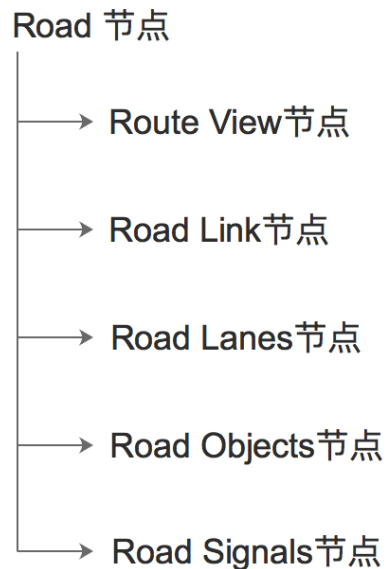 Road 节点
Route View节点
Road Link节点
Road Lanes节点
Road Objects节点
Road Signals节点